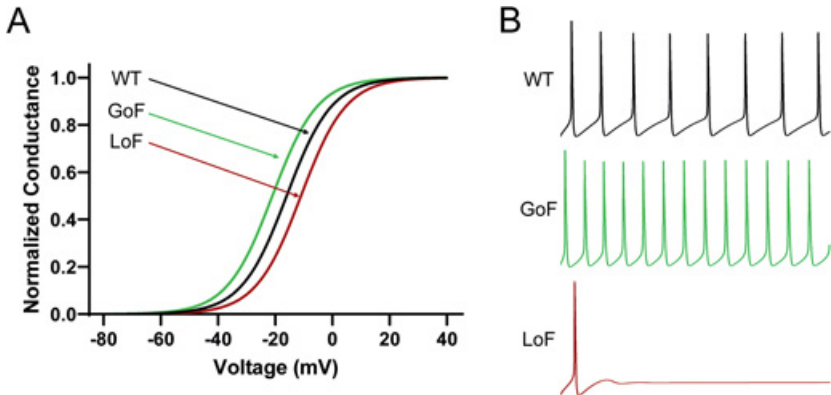 A
B
WT
GoF
LoF
Normalized Conductance
1.0
0.8
0.6
0.4
0.2
0.0
-80
-60
-40
-20
0
20
40
Voltage (mV)
WT
GoF
LoF